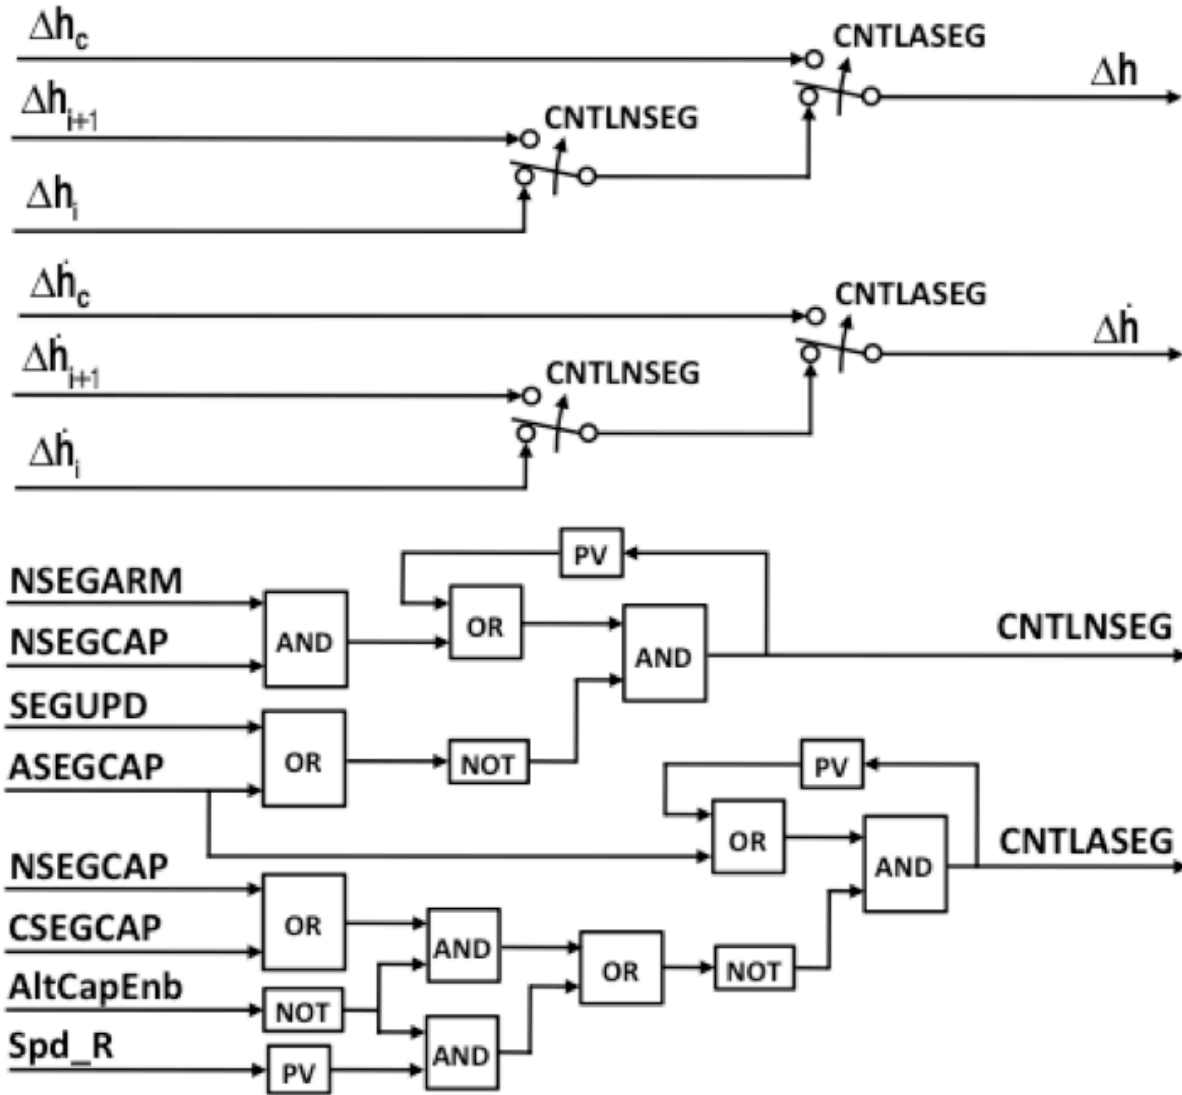 Δh_c
CNTLASEG
Δh
Δh_{i+1}
CNTLNSEG
Δh_i
Δḣ_c
CNTLASEG
Δḣ
Δḣ_{i+1}
CNTLNSEG
Δḣ_i
PV
NSEGARM
OR
CNTLNSEG
AND
NSEGCAP
AND
SEGUPD
OR
NOT
ASEGCAP
PV
OR
CNTLASEG
AND
NSEGCAP
OR
CSEGCAP
AND
OR
NOT
AltCapEnb
NOT
Spd_R
AND
PV